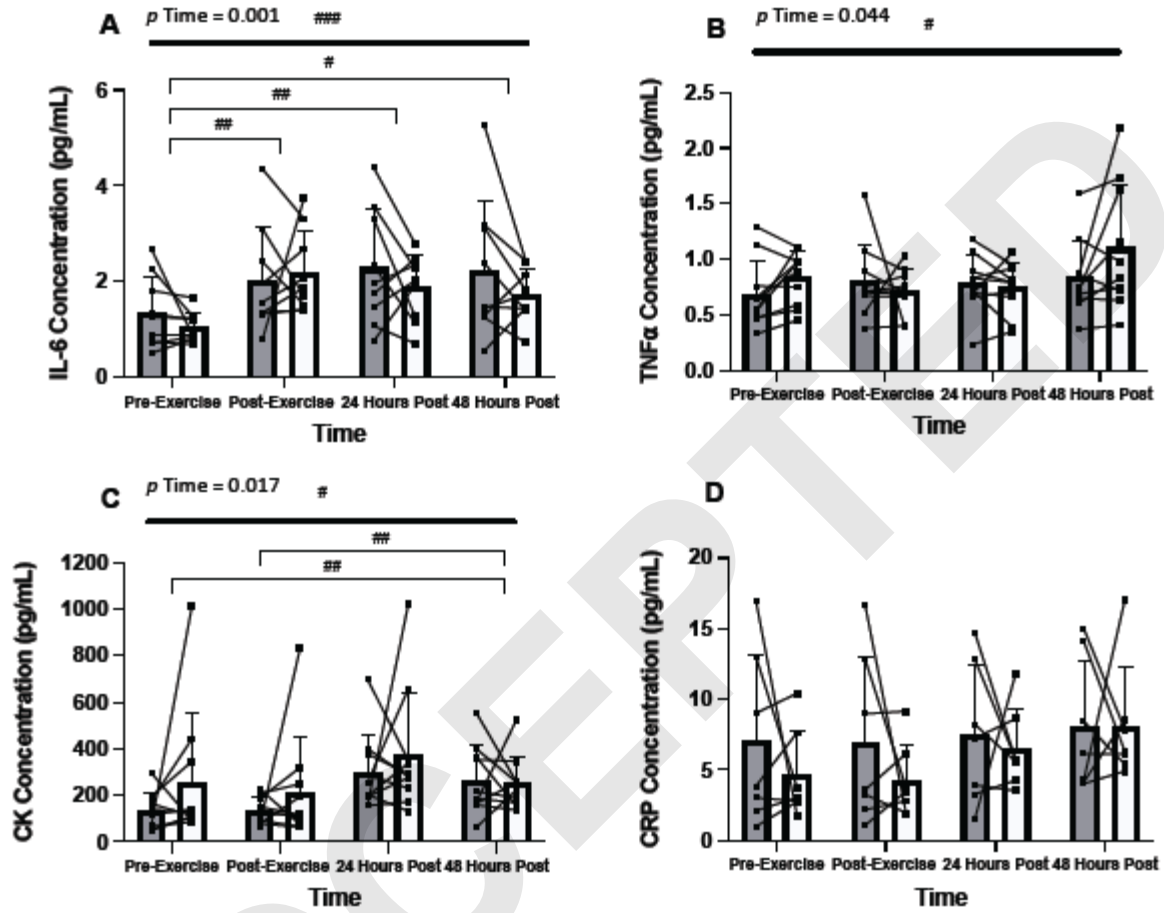 A
p Time = 0.001
###
#
##
##
IL-6 Concentration (pg/mL)
6
4
2
0
Pre-Exercise Post-Exercise 24 Hours Post 48 Hours Post
Time
B
p Time = 0.044
#
TNFα Concentration (pg/mL)
2.5
2.0
1.5
1.0
0.5
0.0
Pre-Exercise Post-Exercise 24 Hours Post 48 Hours Post
Time
C
p Time = 0.017
#
##
##
CK Concentration (pg/mL)
1200
1000
800
600
400
200
0
Pre-Exercise Post-Exercise 24 Hours Post 48 Hours Post
Time
D
CRP Concentration (pg/mL)
20
15
10
5
0
Pre-Exercise Post-Exercise 24 Hours Post 48 Hours Post
Time
CCEPTED